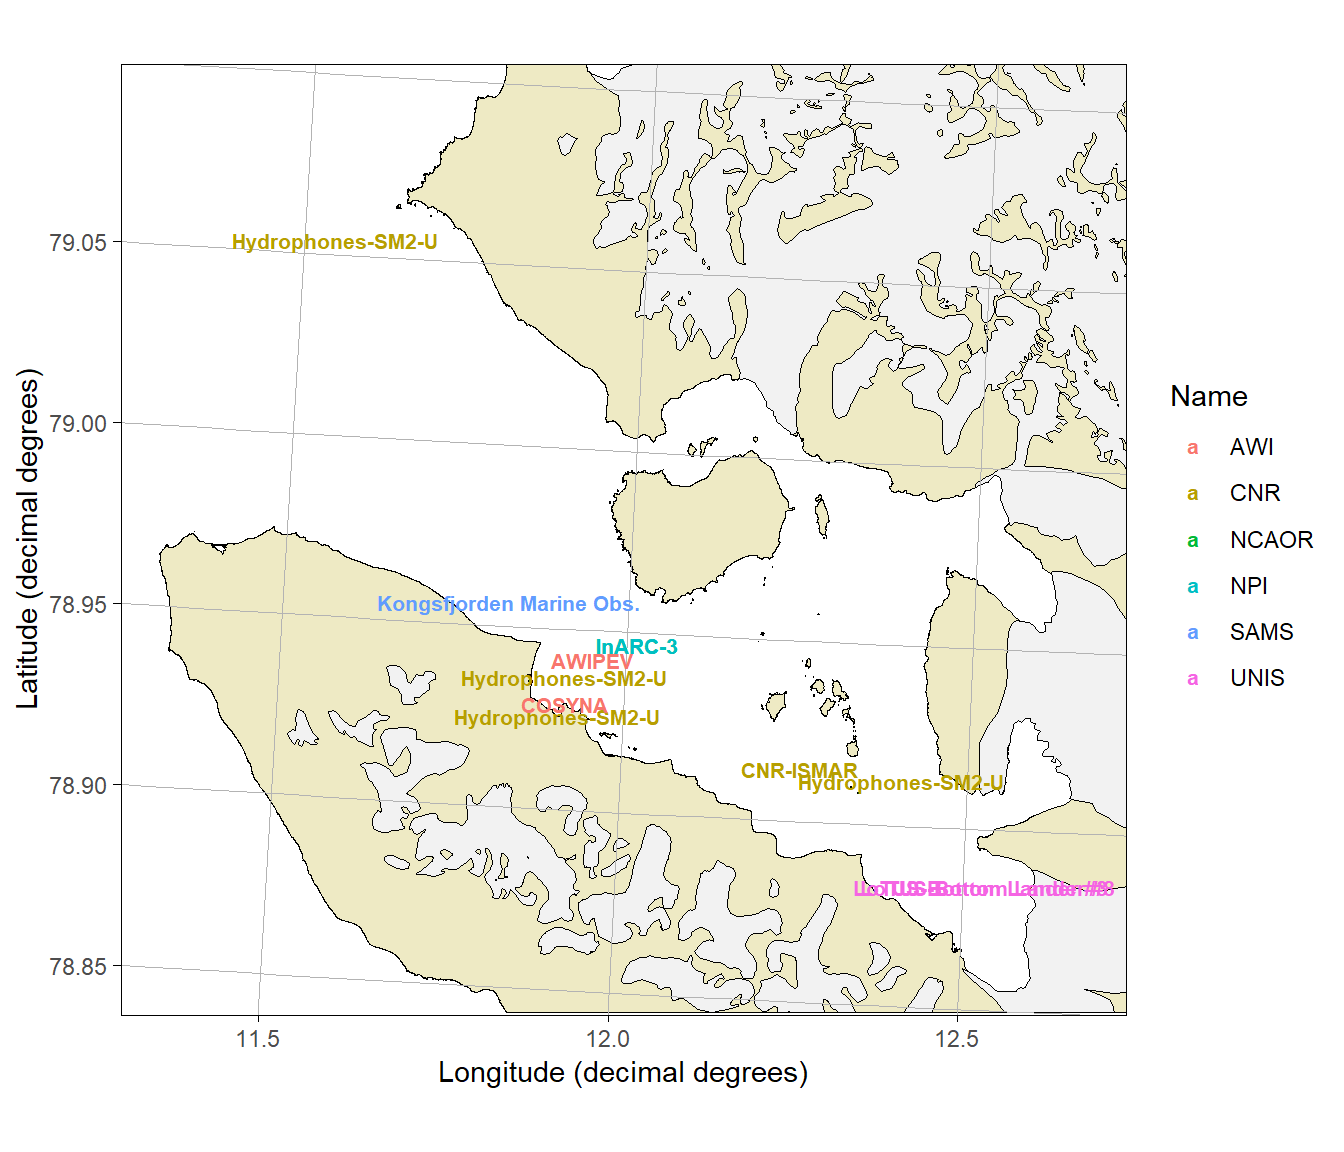 79.05
79.00
78.95
78.90
78.85
Latitude (decimal degrees)
Hydrophones-SM2-U
Kongsfjorden Marine Obs.
InARC-3
AWIPEV
Hydrophones-SM2-U
COSYNA
Hydrophones-SM2-U
CNR-ISMAR
Hydrophones-SM2-U
11.5
12.0
12.5
Longitude (decimal degrees)
Name
a AWI
a CNR
a NCAOR
a NPI
a SAMS
a UNIS